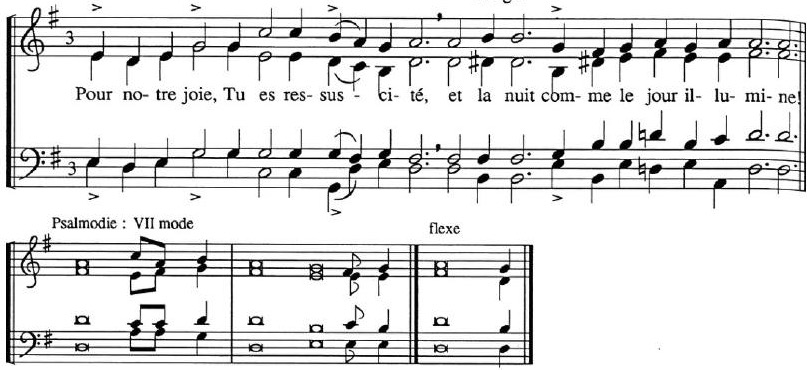 3
Pour no- tre joie, Tu es res- sus - ci- té, et la nuit com- me le jour il- lu- mi- ne!
3
Psalmodie : VII mode
flexe